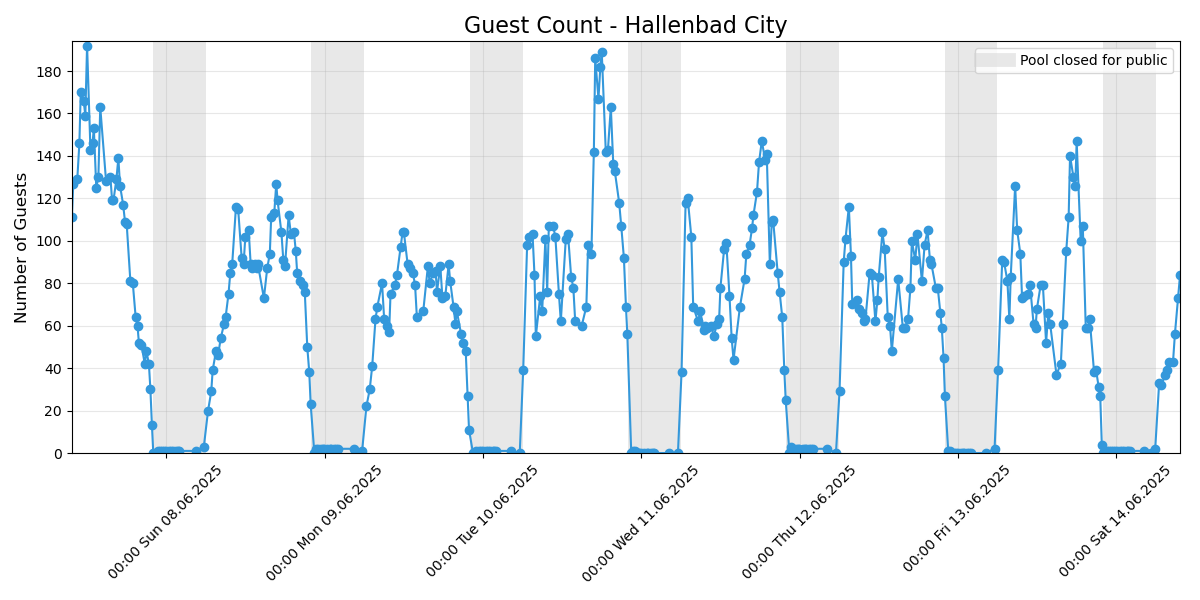 Guest Count - Hallenbad City
Pool closed for public
Number of Guests
180
160
140
120
100
80
60
40
20
0
00:00 Sun 08.06.2025
00:00 Mon 09.06.2025
00:00 Tue 10.06.2025
00:00 Wed 11.06.2025
00:00 Thu 12.06.2025
00:00 Fri 13.06.2025
00:00 Sat 14.06.2025